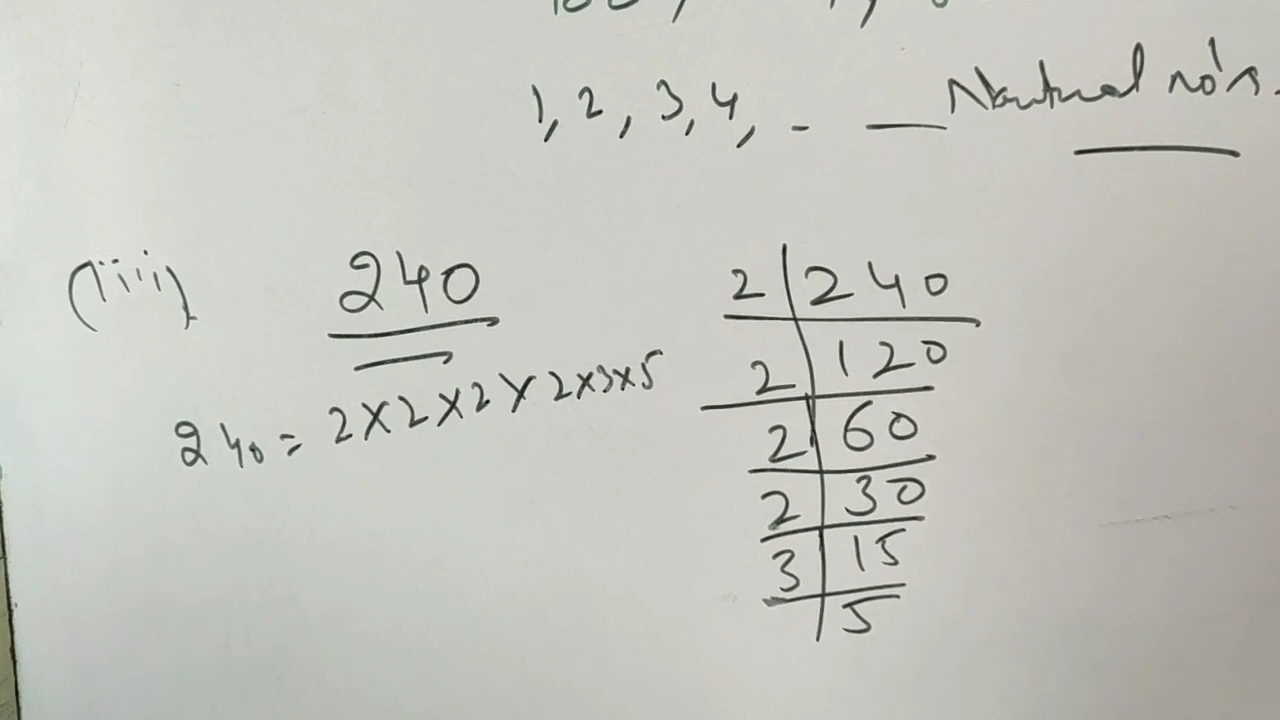 1, 2, 3, 4, - — Natural no's.
(iii) 240
240 = 2 x 2 x 2 x 2 x 3 x 5
2 | 240
2 | 120
2 | 60
2 | 30
3 | 15
| 5